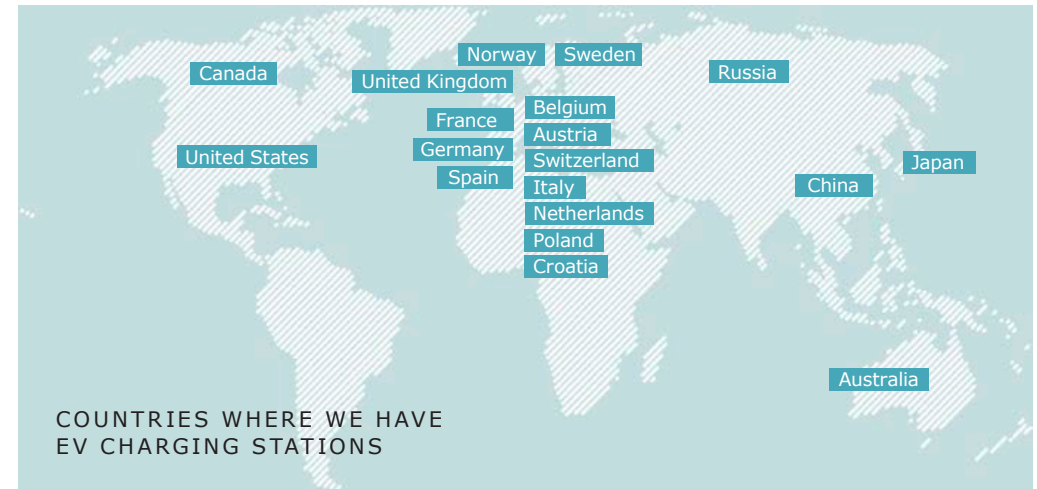 Norway
Sweden
Canada
United Kingdom
Russia
France
Germany
Spain
Belgium
Austria
Switzerland
Italy
Netherlands
Poland
Croatia
United States
Japan
China
Australia
COUNTRIES WHERE WE HAVE
EV CHARGING STATIONS